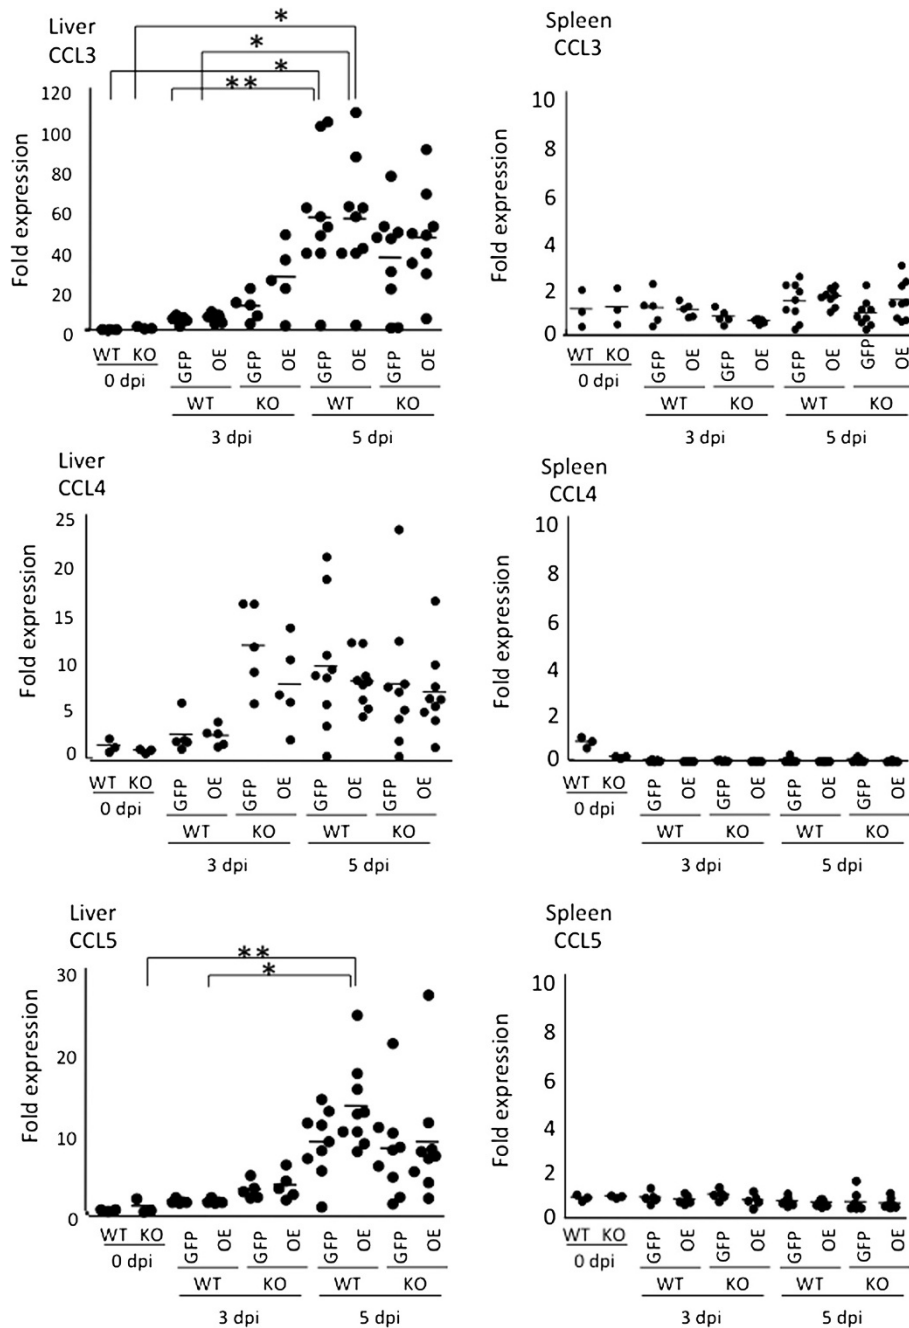 Liver
CCL3
*
*
*
**
Fold expression
120
100
80
60
40
20
0
WT KO
0 dpi
GFP OE GFP OE GFP OE GFP OE
WT KO WT KO
3 dpi 5 dpi
Spleen
CCL3
Fold expression
10
8
6
4
2
0
WT KO
0 dpi
GFP OE GFP OE GFP OE GFP OE
WT KO WT KO
3 dpi 5 dpi
Liver
CCL4
Fold expression
25
20
15
10
5
0
WT KO
0 dpi
GFP OE GFP OE GFP OE GFP OE
WT KO WT KO
3 dpi 5 dpi
Spleen
CCL4
Fold expression
10
8
6
4
2
0
WT KO
0 dpi
GFP OE GFP OE GFP OE GFP OE
WT KO WT KO
3 dpi 5 dpi
Liver
CCL5
**
*
Fold expression
30
20
10
0
WT KO
0 dpi
GFP OE GFP OE GFP OE GFP OE
WT KO WT KO
3 dpi 5 dpi
Spleen
CCL5
Fold expression
10
8
6
4
2
0
WT KO
0 dpi
GFP OE GFP OE GFP OE GFP OE
WT KO WT KO
3 dpi 5 dpi